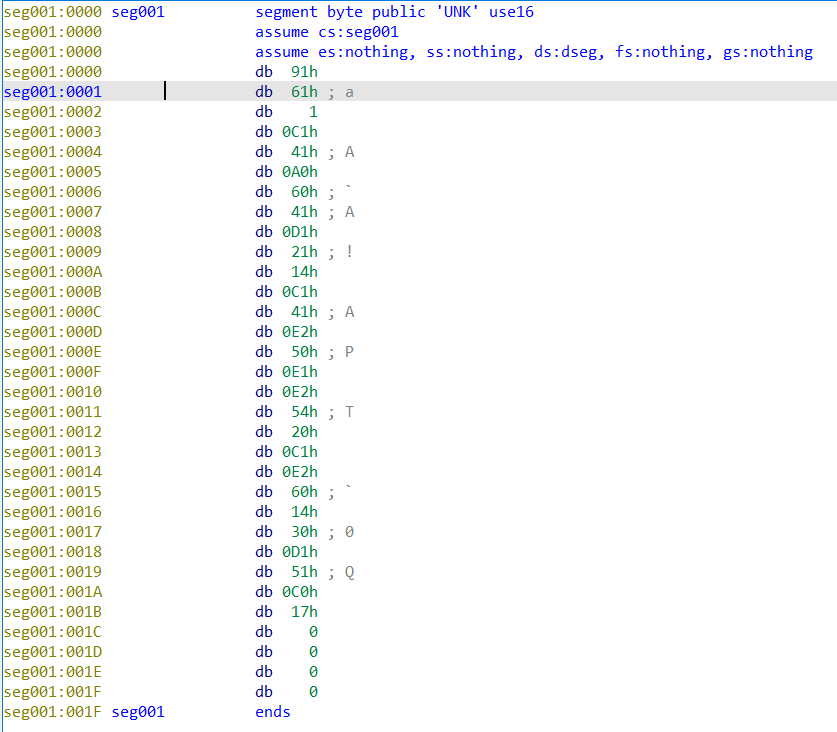 seg001:0000 seg001 segment byte public 'UNK' use16
seg001:0000 assume cs:seg001
seg001:0000 assume es:nothing, ss:nothing, ds:dseg, fs:nothing, gs:nothing
seg001:0000 db 91h
seg001:0001 db 61h ; a
seg001:0002 db 1
seg001:0003 db 0C1h
seg001:0004 db 41h ; A
seg001:0005 db 0A0h
seg001:0006 db 60h ; `
seg001:0007 db 41h ; A
seg001:0008 db 0D1h
seg001:0009 db 21h ; !
seg001:000A db 14h
seg001:000B db 0C1h
seg001:000C db 41h ; A
seg001:000D db 0E2h
seg001:000E db 50h ; P
seg001:000F db 0E1h
seg001:0010 db 0E2h
seg001:0011 db 54h ; T
seg001:0012 db 20h
seg001:0013 db 0C1h
seg001:0014 db 0E2h
seg001:0015 db 60h ; `
seg001:0016 db 14h
seg001:0017 db 30h ; 0
seg001:0018 db 0D1h
seg001:0019 db 51h ; Q
seg001:001A db 0C0h
seg001:001B db 17h
seg001:001C db 0
seg001:001D db 0
seg001:001E db 0
seg001:001F db 0
seg001:001F seg001 ends